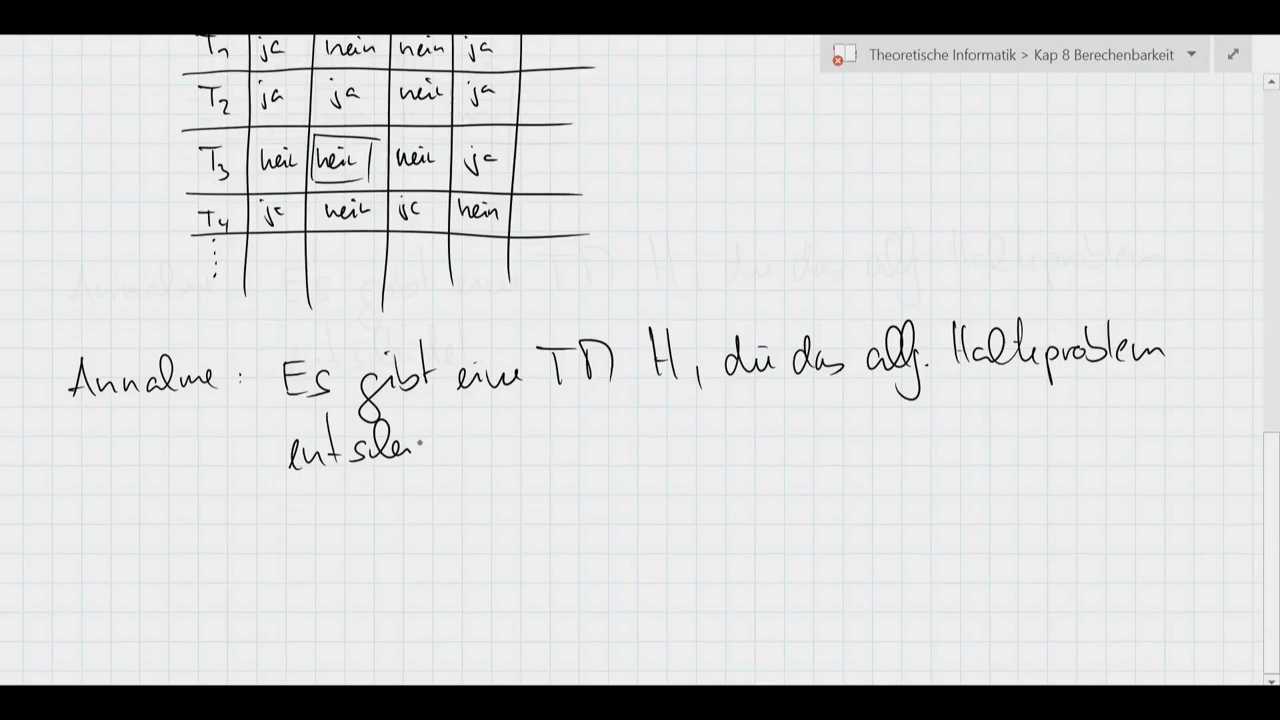 Theoretische Informatik > Kap 8 Berechenbarkeit
T1 ja nein nein ja
T2 ja ja nein ja
T3 nein nein nein ja
T4 ja nein ja nein
Annahme : Es gibt eine TM H, die das allg. Halteproblem
entschei